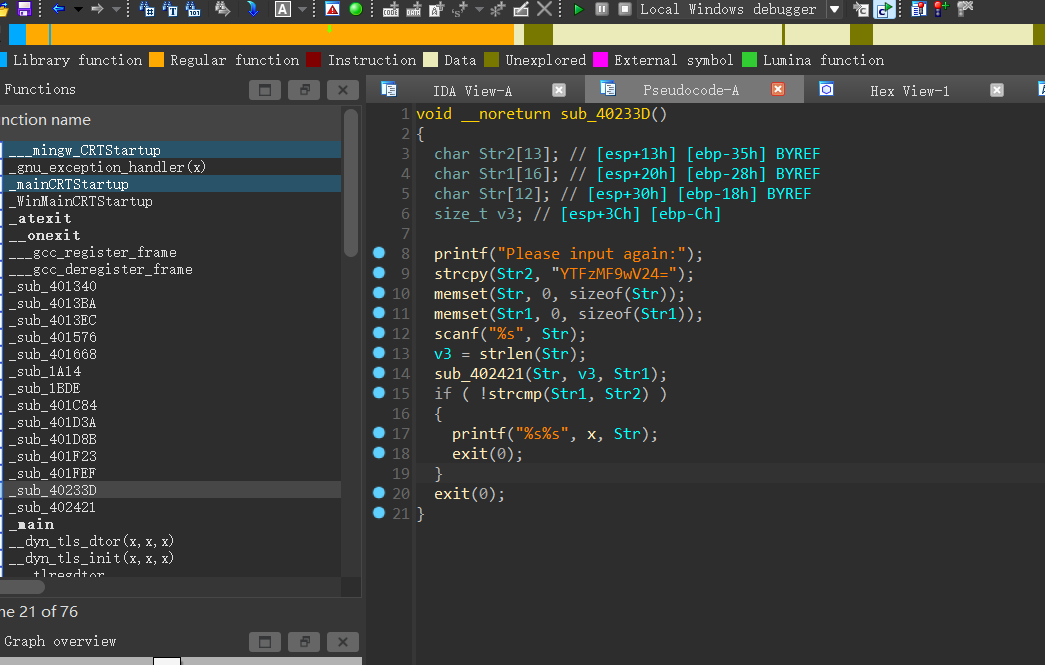 Local Windows debugger
Library function Regular function Instruction Data Unexplored External symbol Lumina function
Functions
IDA View-A
Pseudocode-A
Hex View-1
nction name
___mingw_CRTStartup
_gnu_exception_handler(x)
_mainCRTStartup
_WinMainCRTStartup
_atexit
__onexit
___gcc_register_frame
___gcc_deregister_frame
_sub_401340
_sub_4013BA
_sub_4013EC
_sub_401576
_sub_401668
_sub_1A14
_sub_1BDE
_sub_401C84
_sub_401D3A
_sub_401D8B
_sub_401F23
_sub_401FEF
_sub_40233D
_sub_402421
_main
__dyn_tls_dtor(x,x,x)
__dyn_tls_init(x,x,x)
___tlregdtor
ne 21 of 76
Graph overview
1 void __noreturn sub_40233D()
2 {
3 char Str2[13]; // [esp+13h] [ebp-35h] BYREF
4 char Str1[16]; // [esp+20h] [ebp-28h] BYREF
5 char Str[12]; // [esp+30h] [ebp-18h] BYREF
6 size_t v3; // [esp+3Ch] [ebp-Ch]
7
8 printf("Please input again:");
9 strcpy(Str2, "YTFzMF9wV24=");
10 memset(Str, 0, sizeof(Str));
11 memset(Str1, 0, sizeof(Str1));
12 scanf("%s", Str);
13 v3 = strlen(Str);
14 sub_402421(Str, v3, Str1);
15 if ( !strcmp(Str1, Str2) )
16 {
17 printf("%s%s", x, Str);
18 exit(0);
19 }
20 exit(0);
21 }